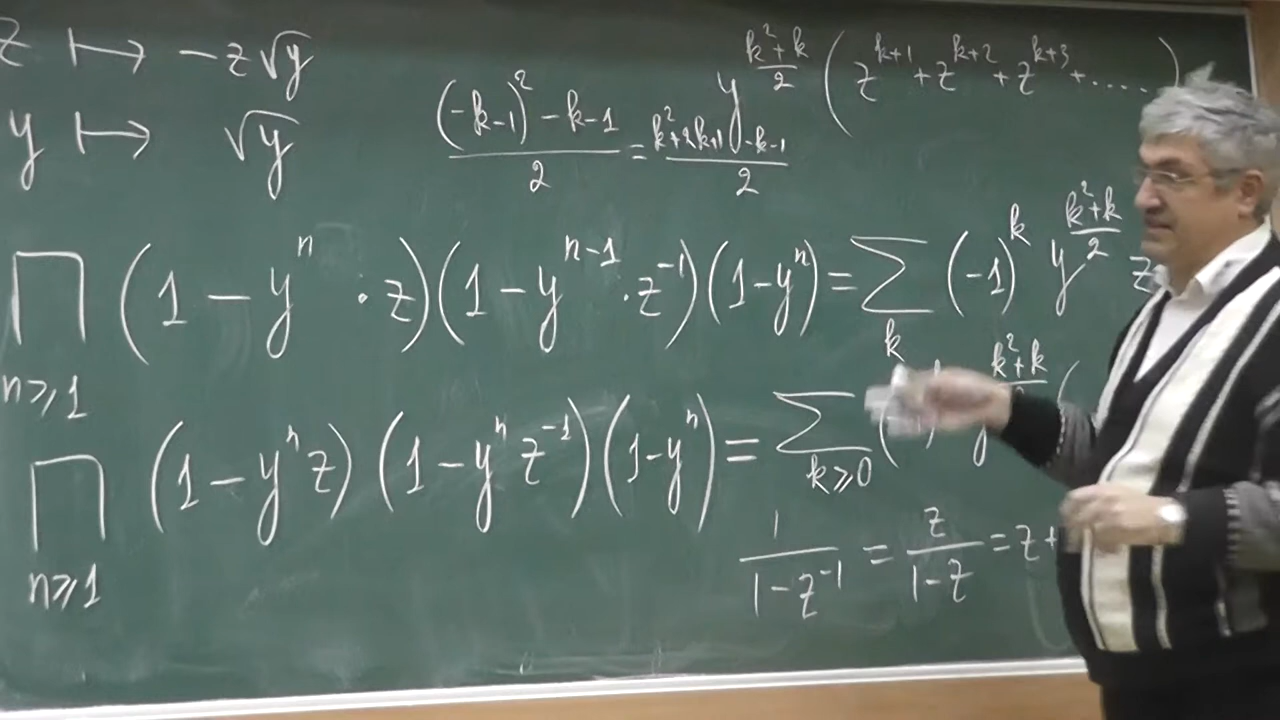 z ↦ -z√y
y ↦ √y
((-k-1)² - k-1)/2 = (k²+2k+1 -k-1)/2
y^((k²+k)/2) (z^(k+1) + z^(k+2) + z^(k+3) + .....)
∏_(n⩾1) (1 - y^n · z)(1 - y^(n-1) · z^(-1))(1 - y^n) = ∑_k (-1)^k y^((k²+k)/2) z
∏_(n⩾1) (1 - y^n z)(1 - y^n z^(-1))(1 - y^n) = ∑_(k⩾0)
1/(1 - z^(-1)) = z/(1 - z) = z +